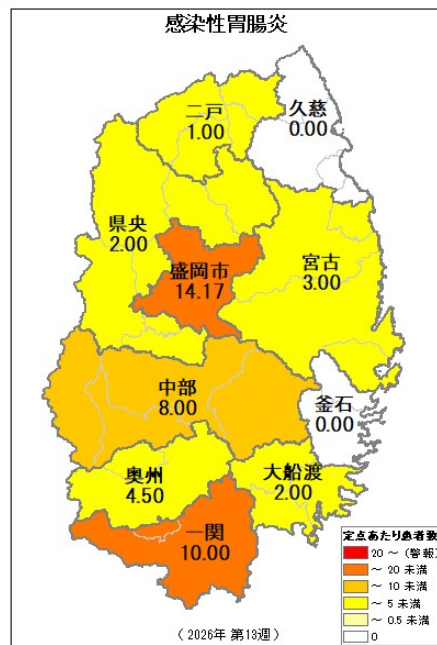 感染性胃腸炎
二戸
1.00
久慈
0.00
県央
2.00
盛岡市
14.17
宮古
3.00
中部
8.00
釜石
0.00
奥州
4.50
大船渡
2.00
一関
10.00
定点あたり患者数
20 ～ (警報)
～ 20 未満
～ 10 未満
～ 5 未満
～ 0.5 未満
0
(2026年 第13週)